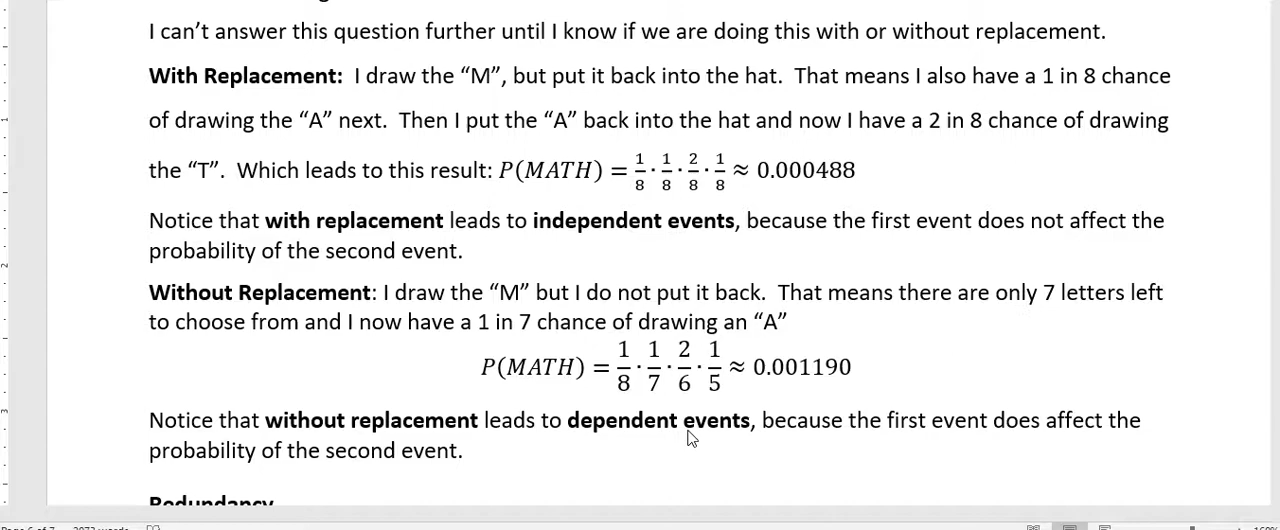 I can’t answer this question further until I know if we are doing this with or without replacement.
With Replacement: I draw the “M”, but put it back into the hat. That means I also have a 1 in 8 chance
of drawing the “A” next. Then I put the “A” back into the hat and now I have a 2 in 8 chance of drawing
the “T”. Which leads to this result: P(MATH) = 1/8 · 1/8 · 2/8 · 1/8 ≈ 0.000488
Notice that with replacement leads to independent events, because the first event does not affect the
probability of the second event.
Without Replacement: I draw the “M” but I do not put it back. That means there are only 7 letters left
to choose from and I now have a 1 in 7 chance of drawing an “A”
P(MATH) = 1/8 · 1/7 · 2/6 · 1/5 ≈ 0.001190
Notice that without replacement leads to dependent events, because the first event does affect the
probability of the second event.
Redundancy